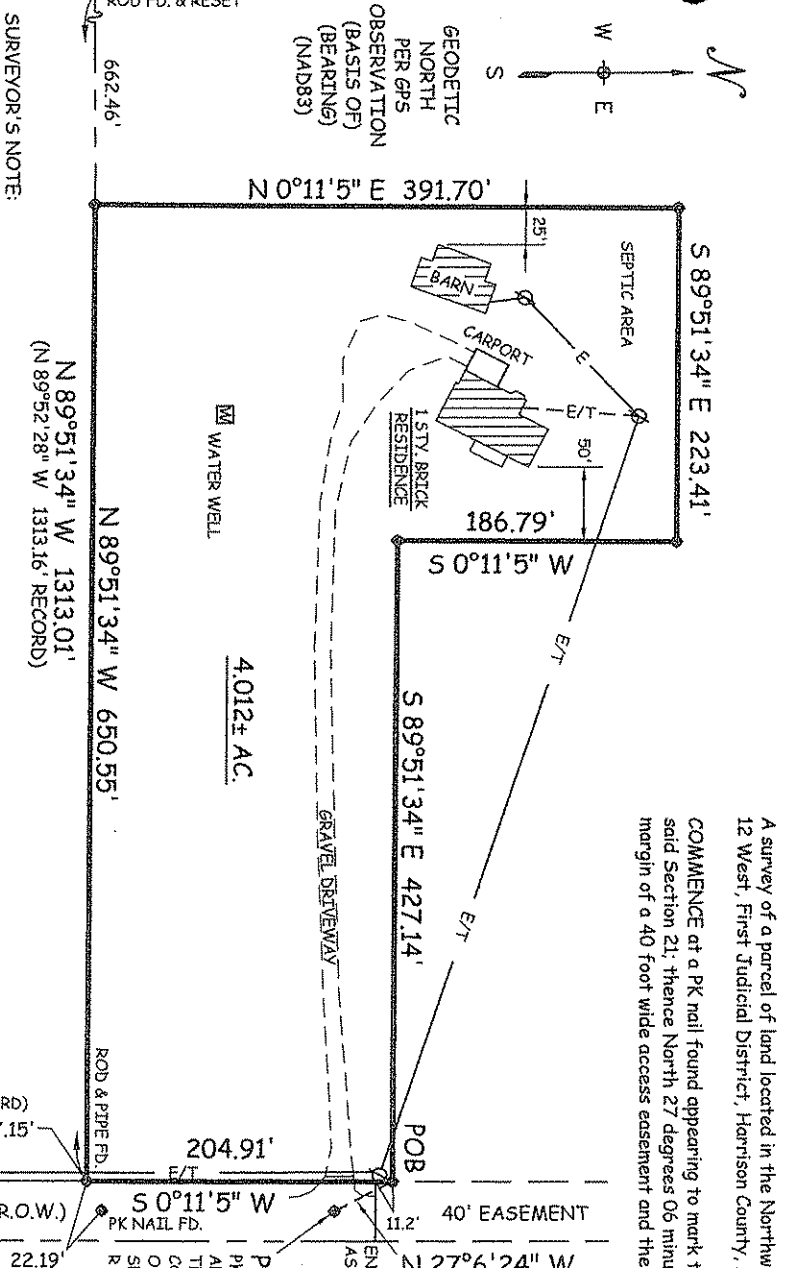 ROD FD. & RESET
662.46'
SURVEYOR'S NOTE:
N
W
E
S
GEODETIC
NORTH
PER GPS
OBSERVATION
(BASIS OF)
(BEARING)
(NAD83)
N 0°11'5" E 391.70'
25'
SEPTIC AREA
S 89°51'34" E 223.41'
BARN
E
CARPORT
E/T
1 STY. BRICK
RESIDENCE
50'
186.79'
S 0°11'5" W
E/T
W WATER WELL
N 89°51'34" W 650.55'
N 89°51'34" W 1313.01'
(N 89°52'28" W 1313.16' RECORD)
4.012± AC.
GRAVEL DRIVEWAY
S 89°51'34" E 427.14'
E/T
POB
204.91'
E/T
S 0°11'5" W
ROD & PIPE FD.
PK NAIL FD.
11.2'
40' EASEMENT
N 27°6'24" W
22.19'
R.O.W.)
RD)
7.15'
EN
AS
A survey of a parcel of land located in the Northw
12 West, First Judicial District, Harrison County,
COMMENCE at a PK nail found appearing to mark t
said Section 21; thence North 27 degrees 06 minu
margin of a 40 foot wide access easement and the